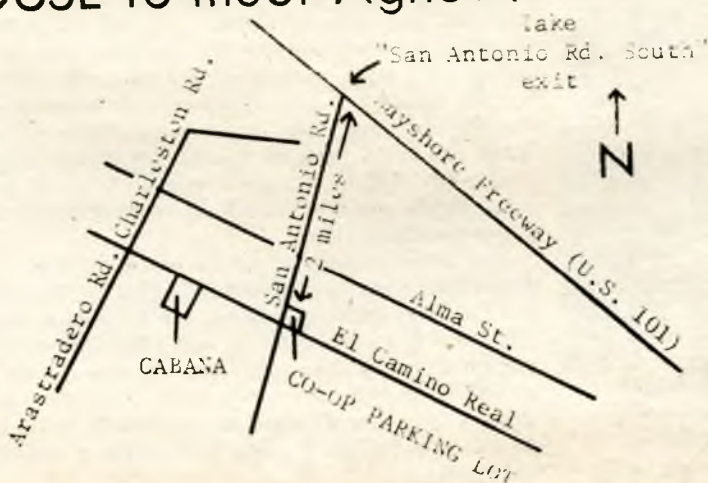 Take
"San Antonio Rd. South"
exit
N
Bayshore Freeway (U.S. 101)
San Antonio Rd.
2 miles
Charleston Rd.
Arastradero Rd.
Alma St.
El Camino Real
CABANA
CO-OP PARKING LOT